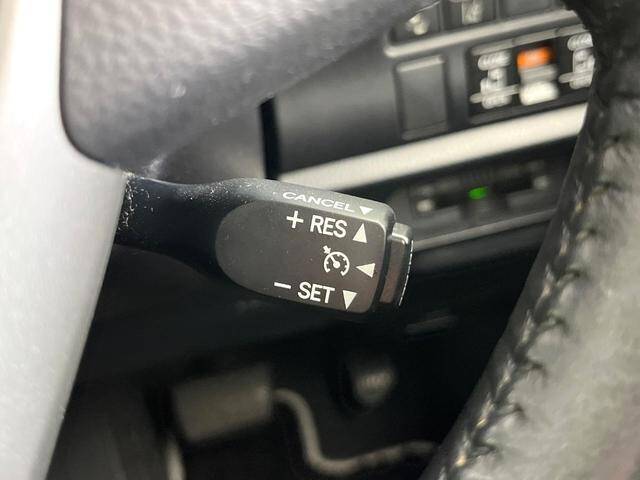 CANCEL ▼
+ RES ▲
◀
− SET ▼